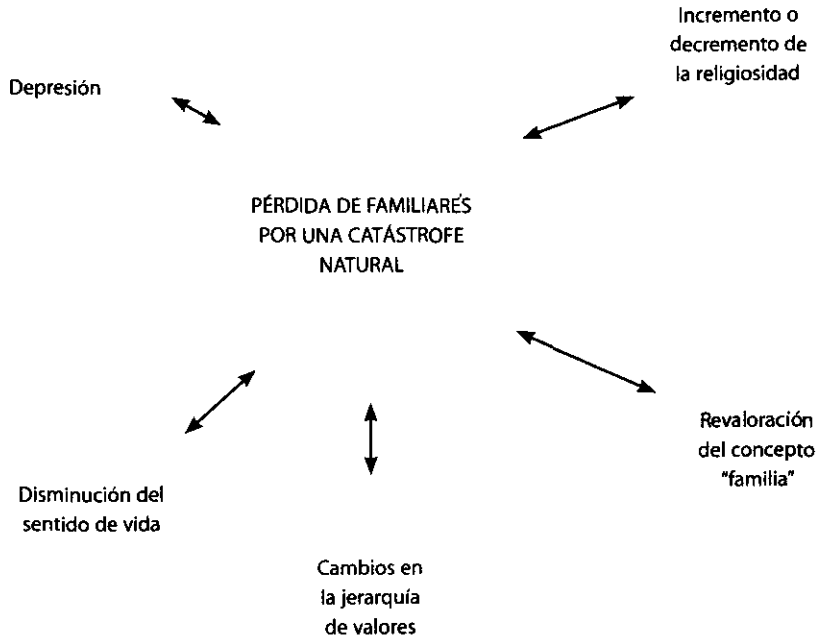 Incremento o
decremento de
la religiosidad
Depresión
PÉRDIDA DE FAMILIARES
POR UNA CATÁSTROFE
NATURAL
Revaloración
del concepto
"familia"
Disminución del
sentido de vida
Cambios en
la jerarquía
de valores